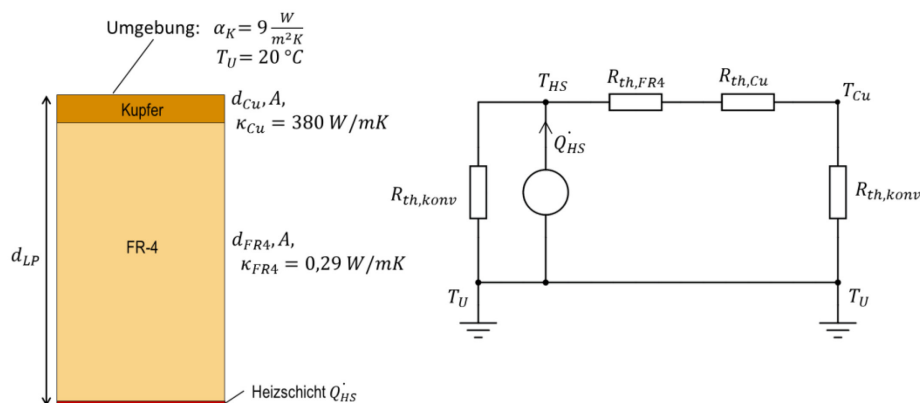 Umgebung: α_K = 9 W/m²K
T_U = 20 °C
Kupfer
d_Cu, A,
κ_Cu = 380 W/mK
d_LP
FR-4
d_FR4, A,
κ_FR4 = 0,29 W/mK
Heizschicht Q̇_HS
T_HS
R_th,FR4
R_th,Cu
T_Cu
Q̇_HS
R_th,konv
R_th,konv
T_U
T_U